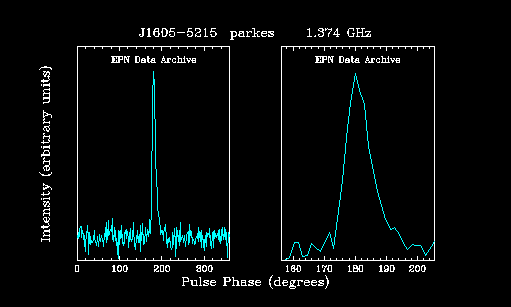 J1605-5215 parkes 1.374 GHz
EPN Data Archive
EPN Data Archive
Intensity (arbitrary units)
0 100 200 300
160 170 180 190 200
Pulse Phase (degrees)